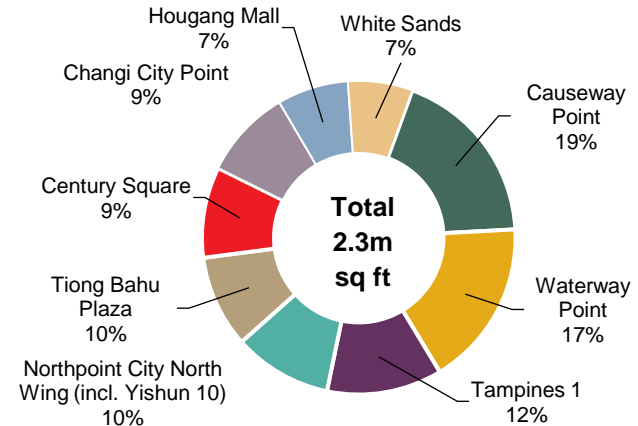 Hougang Mall
7%
White Sands
7%
Changi City Point
9%
Causeway
Point
19%
Century Square
9%
Total
2.3m
sq ft
Tiong Bahu
Plaza
10%
Waterway
Point
17%
Northpoint City North
Wing (incl. Yishun 10)
10%
Tampines 1
12%